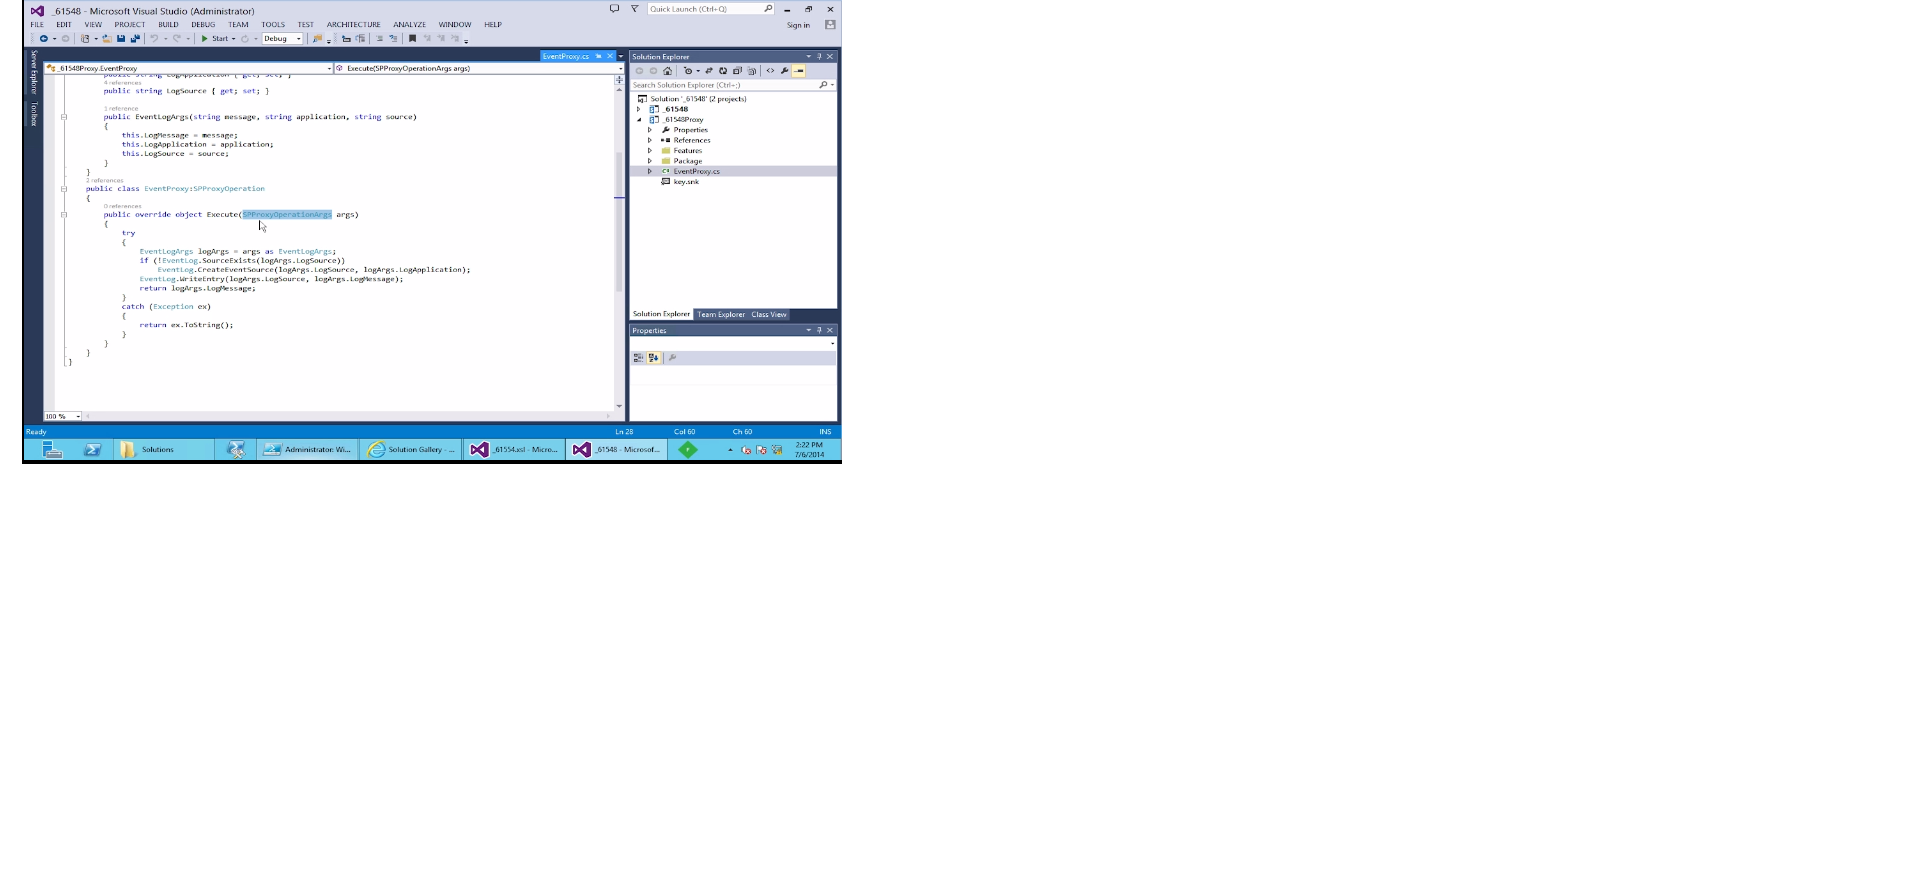 _61548 - Microsoft Visual Studio (Administrator)
Quick Launch (Ctrl+Q)
FILE EDIT VIEW PROJECT BUILD DEBUG TEAM TOOLS TEST ARCHITECTURE ANALYZE WINDOW HELP
Sign in
Start
Debug
Server Explorer
Toolbox
EventProxy.cs
_61548Proxy.EventProxy
Execute(SPProxyOperationArgs args)
public string LogApplication { get; set; }
4 references
public string LogSource { get; set; }
1 reference
public EventLogArgs(string message, string application, string source)
{
this.LogMessage = message;
this.LogApplication = application;
this.LogSource = source;
}
}
2 references
public class EventProxy:SPProxyOperation
{
0 references
public override object Execute(SPProxyOperationArgs args)
{
try
{
EventLogArgs logArgs = args as EventLogArgs;
if (!EventLog.SourceExists(logArgs.LogSource))
EventLog.CreateEventSource(logArgs.LogSource, logArgs.LogApplication);
EventLog.WriteEntry(logArgs.LogSource, logArgs.LogMessage);
return logArgs.LogMessage;
}
catch (Exception ex)
{
return ex.ToString();
}
}
}
}
100 %
Solution Explorer
Search Solution Explorer (Ctrl+;)
Solution '_61548' (2 projects)
_61548
_61548Proxy
Properties
References
Features
Package
EventProxy.cs
key.snk
Solution Explorer Team Explorer Class View
Properties
Ready
Ln 28 Col 60 Ch 60 INS
Solutions
Administrator: Wi...
Solution Gallery - ...
_61554.xsl - Micro...
_61548 - Microsof...
2:22 PM
7/6/2014